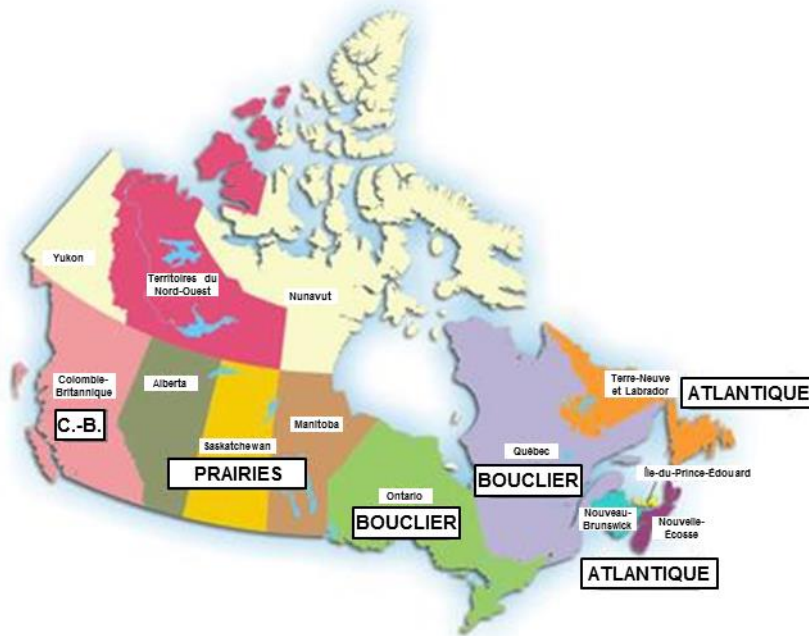 Yukon
Territoires du
Nord-Ouest
Nunavut
Colombie-
Britannique
C.-B.
Alberta
Saskatchewan
Manitoba
PRAIRIES
Ontario
BOUCLIER
Québec
BOUCLIER
Terre-Neuve
et Labrador
ATLANTIQUE
Île-du-Prince-Édouard
Nouveau-
Brunswick
Nouvelle-
Écosse
ATLANTIQUE